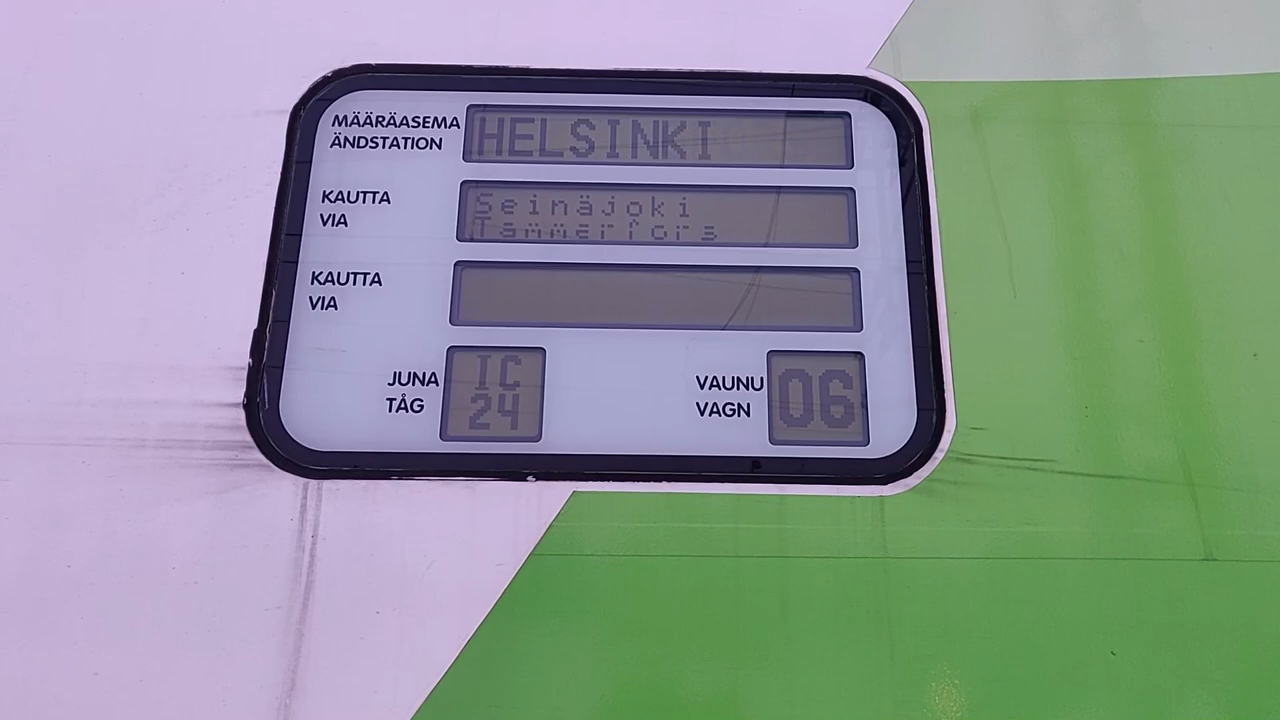 MÄÄRÄASEMA HELSINKI
ÄNDSTATION
KAUTTA Seinäjoki
VIA Tammerfors
KAUTTA
VIA
JUNA IC VAUNU 06
TÅG 24 VAGN